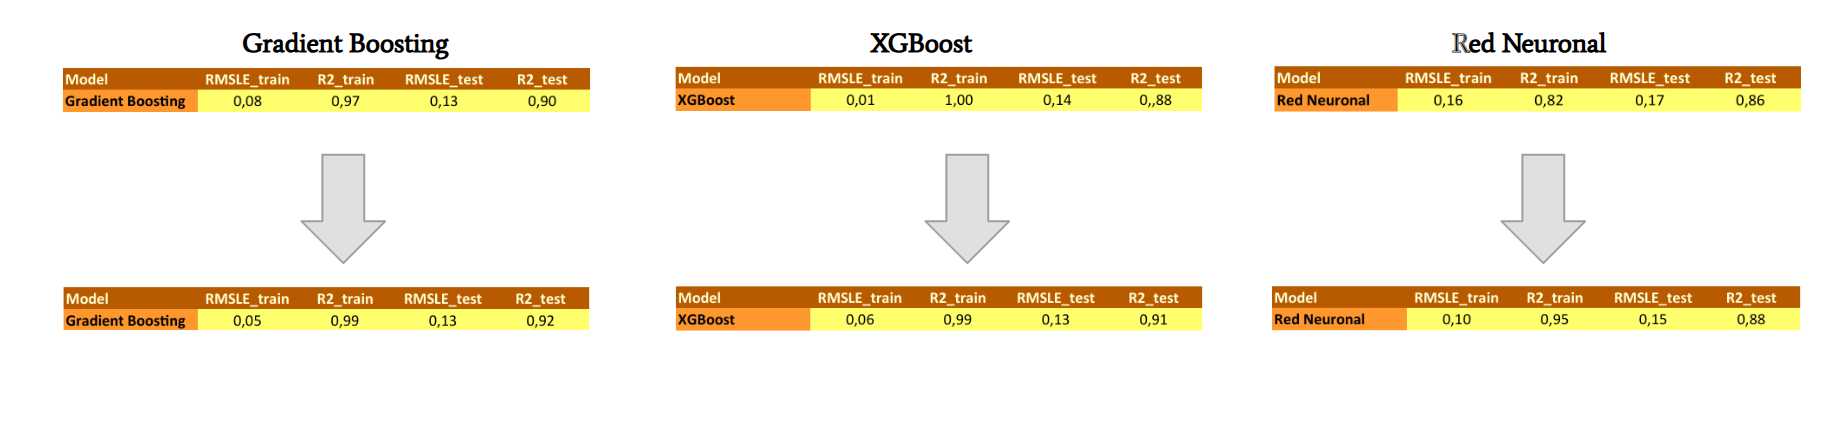 Gradient Boosting
Model RMSLE_train R2_train RMSLE_test R2_test
Gradient Boosting 0,08 0,97 0,13 0,90
Model RMSLE_train R2_train RMSLE_test R2_test
Gradient Boosting 0,05 0,99 0,13 0,92
XGBoost
Model RMSLE_train R2_train RMSLE_test R2_test
XGBoost 0,01 1,00 0,14 0,,88
Model RMSLE_train R2_train RMSLE_test R2_test
XGBoost 0,06 0,99 0,13 0,91
Red Neuronal
Model RMSLE_train R2_train RMSLE_test R2_test
Red Neuronal 0,16 0,82 0,17 0,86
Model RMSLE_train R2_train RMSLE_test R2_test
Red Neuronal 0,10 0,95 0,15 0,88